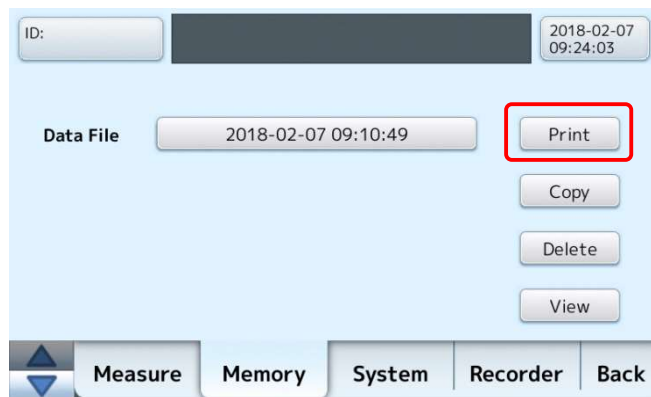 ID:
2018-02-07
09:24:03
Data File
2018-02-07 09:10:49
Print
Copy
Delete
View
Measure
Memory
System
Recorder
Back